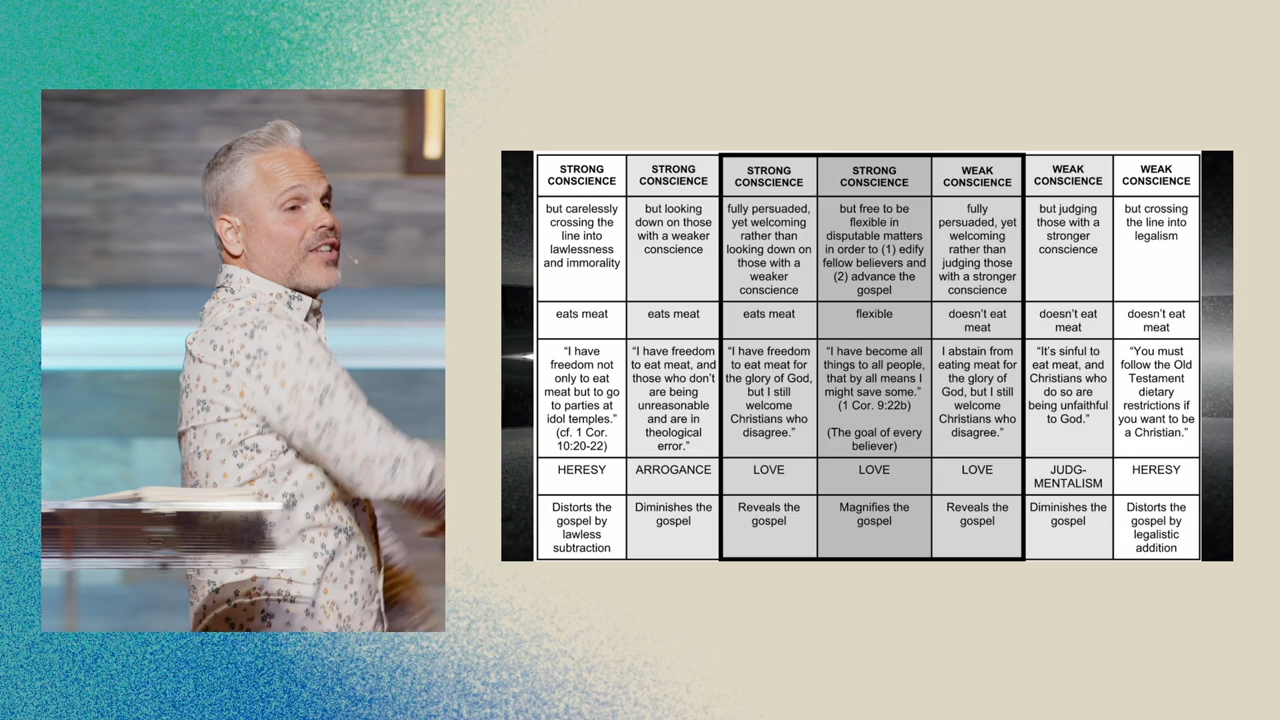 STRONG
CONSCIENCE
STRONG
CONSCIENCE
STRONG
CONSCIENCE
STRONG
CONSCIENCE
WEAK
CONSCIENCE
WEAK
CONSCIENCE
WEAK
CONSCIENCE
but carelessly
crossing the
line into
lawlessness
and immorality
but looking
down on those
with a weaker
conscience
fully persuaded,
yet welcoming
rather than
looking down on
those with a
weaker
conscience
but free to be
flexible in
disputable matters
in order to (1) edify
fellow believers and
(2) advance the
gospel
fully
persuaded, yet
welcoming
rather than
judging those
with a stronger
conscience
but judging
those with a
stronger
conscience
but crossing
the line into
legalism
eats meat
eats meat
eats meat
flexible
doesn’t eat
meat
doesn’t eat
meat
doesn’t eat
meat
“I have
freedom not
only to eat
meat but to go
to parties at
idol temples.”
(cf. 1 Cor.
10:20-22)
“I have freedom
to eat meat, and
those who don’t
are being
unreasonable
and are in
theological
error.”
“I have freedom
to eat meat for
the glory of God,
but I still
welcome
Christians who
disagree.”
“I have become all
things to all people,
that by all means I
might save some.”
(1 Cor. 9:22b)
(The goal of every
believer)
I abstain from
eating meat for
the glory of
God, but I still
welcome
Christians who
disagree.”
“It’s sinful to
eat meat, and
Christians who
do so are
being unfaithful
to God.”
“You must
follow the Old
Testament
dietary
restrictions if
you want to be
a Christian.”
HERESY
ARROGANCE
LOVE
LOVE
LOVE
JUDG-
MENTALISM
HERESY
Distorts the
gospel by
lawless
subtraction
Diminishes the
gospel
Reveals the
gospel
Magnifies the
gospel
Reveals the
gospel
Diminishes the
gospel
Distorts the
gospel by
legalistic
addition